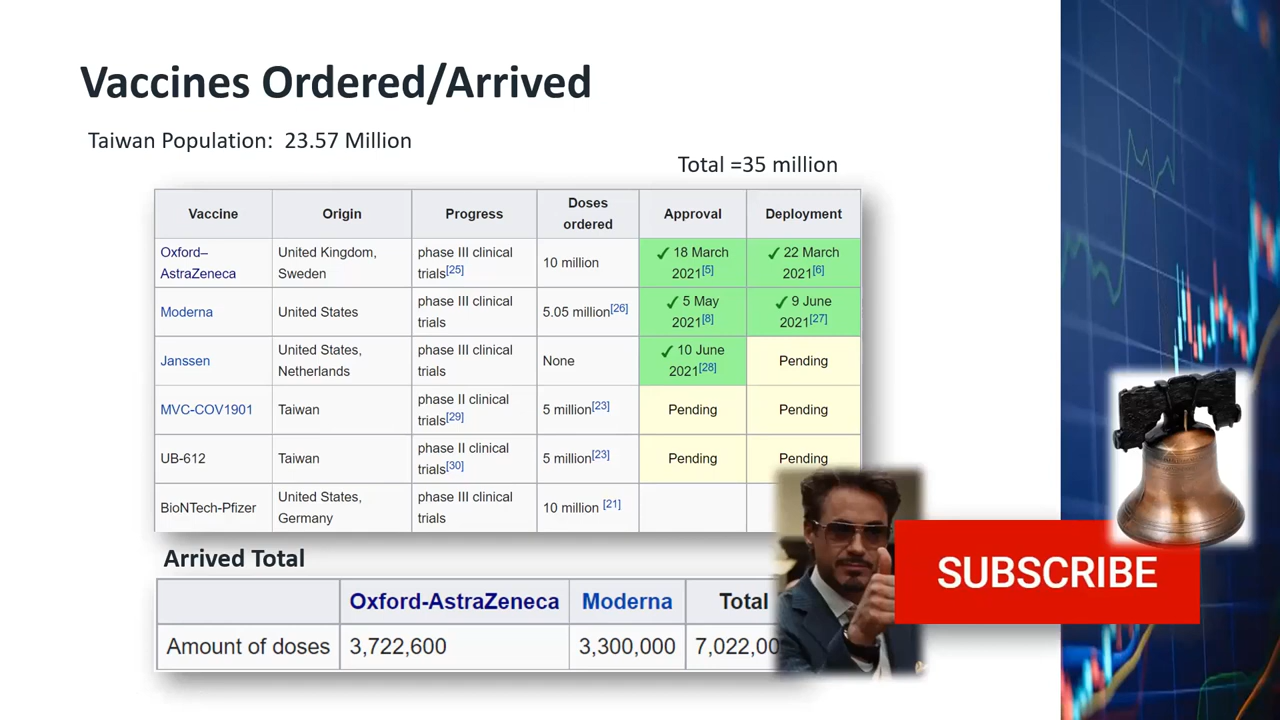 Vaccines Ordered/Arrived
Taiwan Population: 23.57 Million
Total =35 million
Vaccine Origin Progress Doses ordered Approval Deployment
Oxford–AstraZeneca United Kingdom, Sweden phase III clinical trials[25] 10 million ✓ 18 March 2021[5] ✓ 22 March 2021[6]
Moderna United States phase III clinical trials 5.05 million[26] ✓ 5 May 2021[8] ✓ 9 June 2021[27]
Janssen United States, Netherlands phase III clinical trials None ✓ 10 June 2021[28] Pending
MVC-COV1901 Taiwan phase II clinical trials[29] 5 million[23] Pending Pending
UB-612 Taiwan phase II clinical trials[30] 5 million[23] Pending Pending
BioNTech-Pfizer United States, Germany phase III clinical trials 10 million [21]
Arrived Total
Oxford-AstraZeneca Moderna Total
Amount of doses 3,722,600 3,300,000 7,022,00
SUBSCRIBE